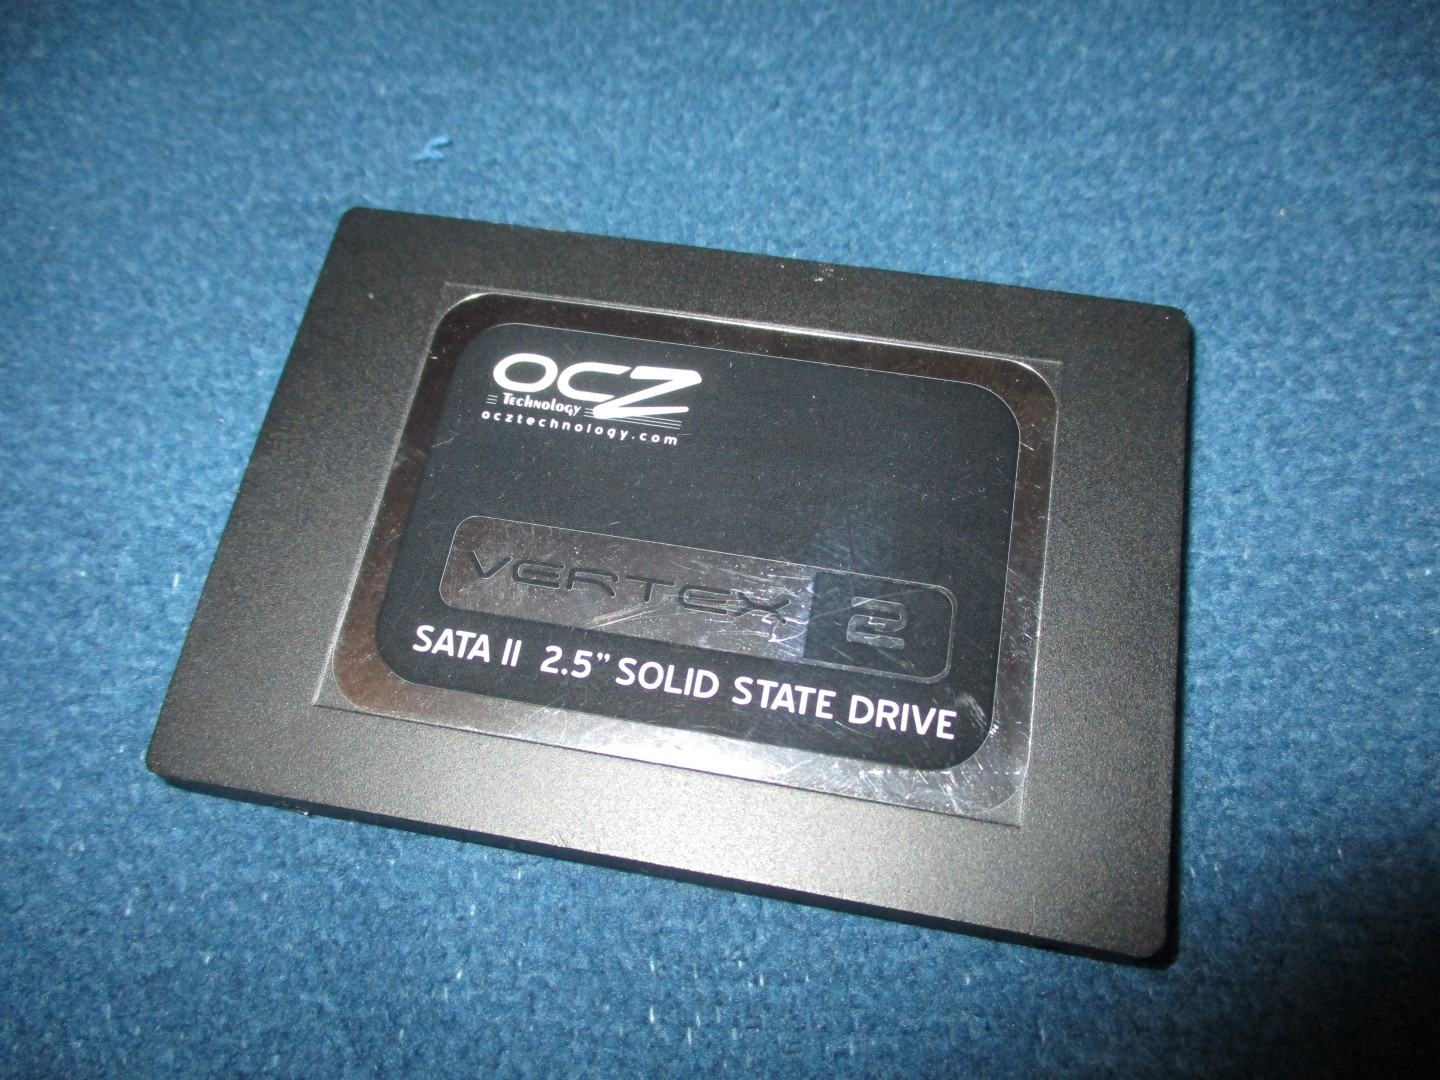 OCZ
Technology
ocztechnology.com
VERTEX 2
SATA II 2.5" SOLID STATE DRIVE